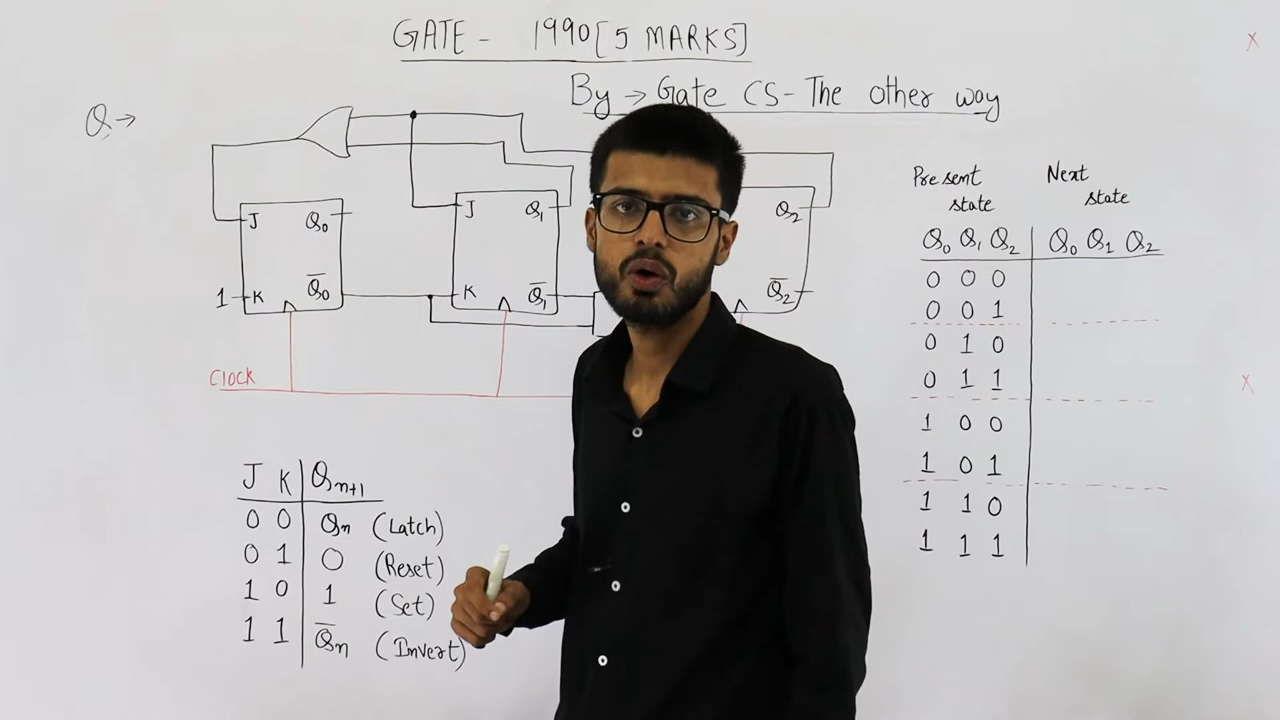 GATE - 1990 [5 MARKS]
By → Gate CS - The other way
Q →
J Q₀
1 K Q̅₀
J Q₁
K Q̅₁
Q₂
Q̅₂
Clock
J K Qₙ₊₁
0 0 Qₙ (Latch)
0 1 0 (Reset)
1 0 1 (Set)
1 1 Q̅ₙ (Invert)
Present state Next state
Q₀ Q₁ Q₂ Q₀ Q₁ Q₂
0 0 0
0 0 1
0 1 0
0 1 1
1 0 0
1 0 1
1 1 0
1 1 1
X
X